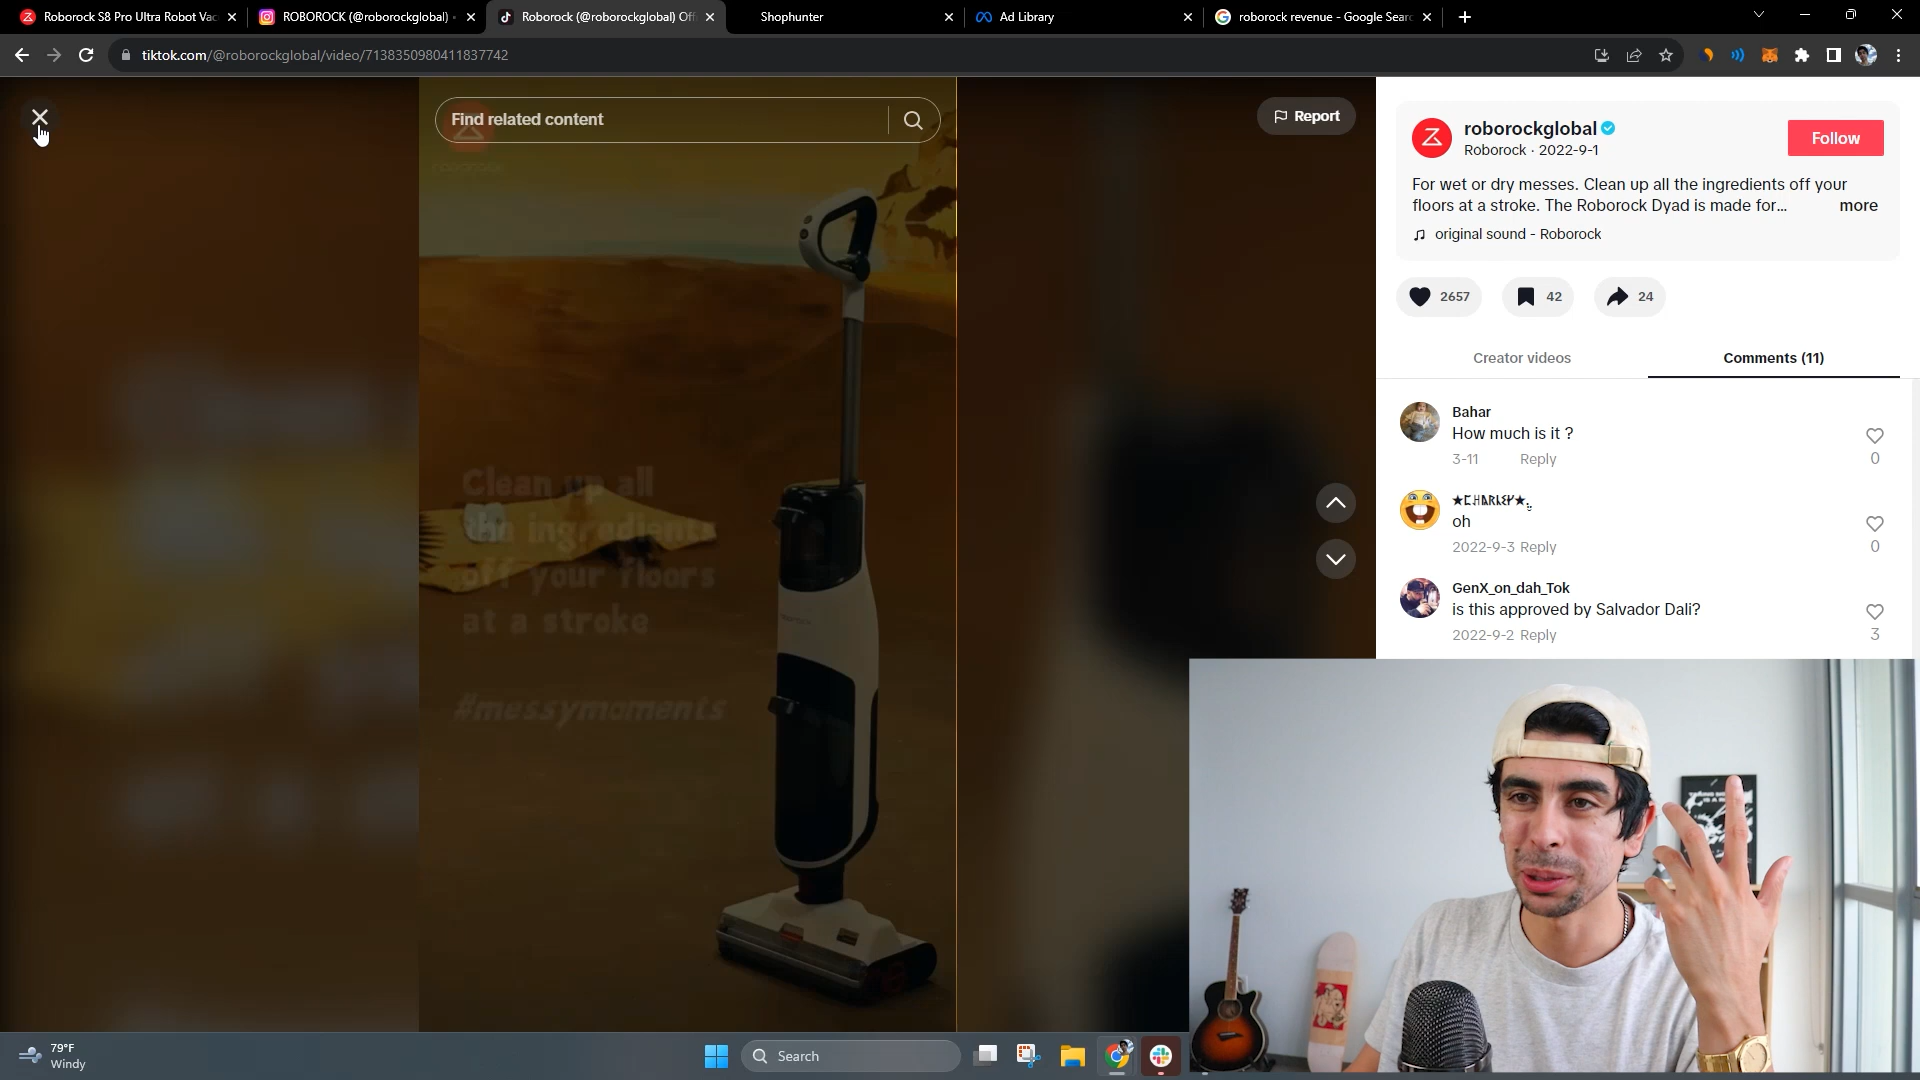 Roborock S8 Pro Ultra Robot Vac
ROBOROCK (@roborockglobal)
Roborock (@roborockglobal) Off
Shophunter
Ad Library
roborock revenue - Google Searc
tiktok.com/@roborockglobal/video/7138350980411837742
Find related content
Report
Clean up all
the ingredients
off your floors
at a stroke
#messymoments
roborockglobal
Roborock · 2022-9-1
Follow
For wet or dry messes. Clean up all the ingredients off your
floors at a stroke. The Roborock Dyad is made for... more
original sound - Roborock
2657
42
24
Creator videos
Comments (11)
Bahar
How much is it ?
3-11 Reply
0
oh
2022-9-3 Reply
0
GenX_on_dah_Tok
is this approved by Salvador Dali?
2022-9-2 Reply
3
79°F
Windy
Search